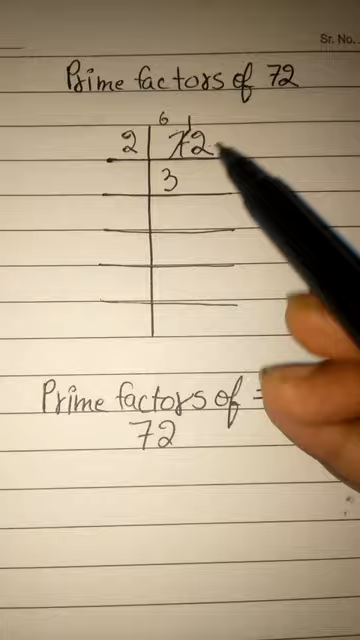 Sr. No.
Prime factors of 72
6 1
2 72
3
Prime factors of =
72